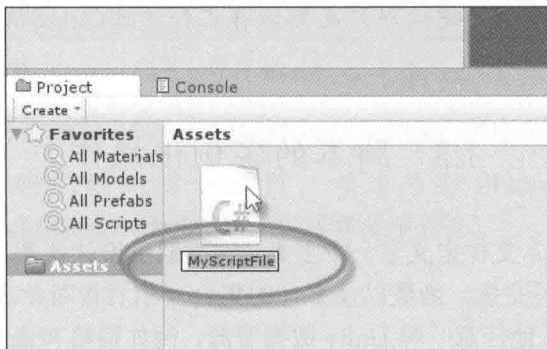 Project
Console
Create
Favorites
All Materials
All Models
All Prefabs
All Scripts
Assets
Assets
C#
MyScriptFile